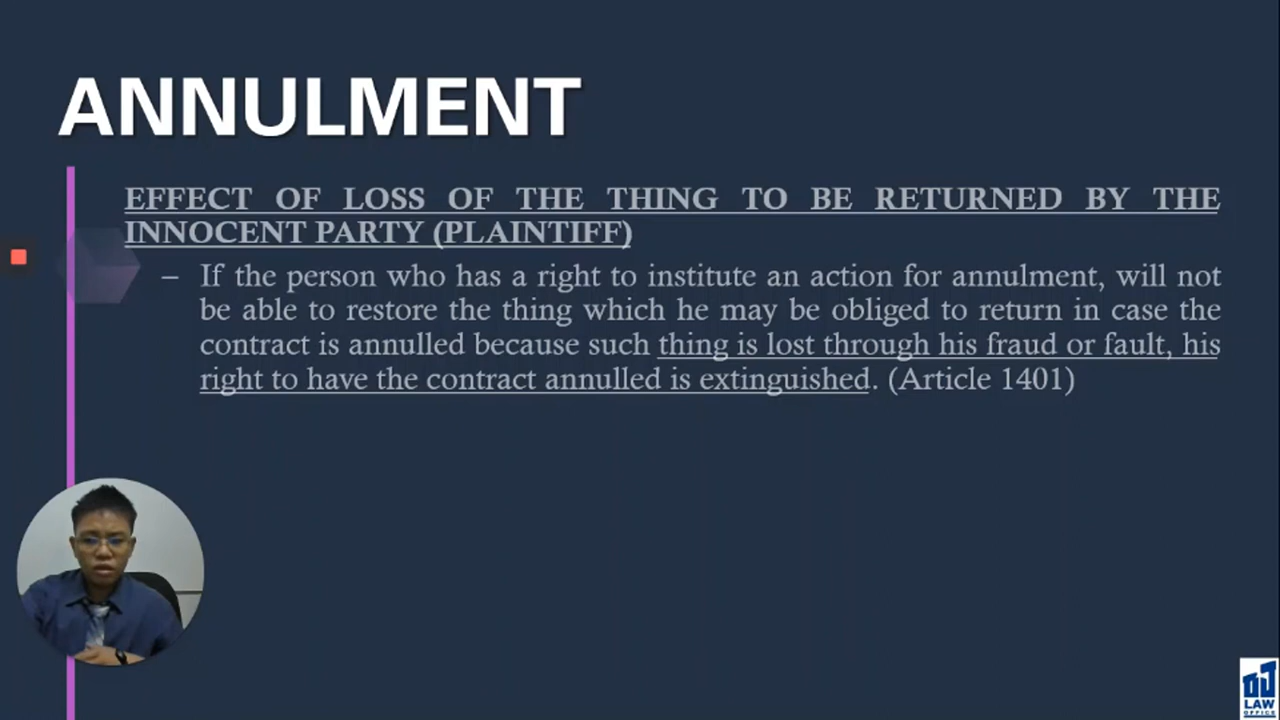 ANNULMENT
EFFECT OF LOSS OF THE THING TO BE RETURNED BY THE
INNOCENT PARTY (PLAINTIFF)
– If the person who has a right to institute an action for annulment, will not
be able to restore the thing which he may be obliged to return in case the
contract is annulled because such thing is lost through his fraud or fault, his
right to have the contract annulled is extinguished. (Article 1401)
LAW
OFFICE